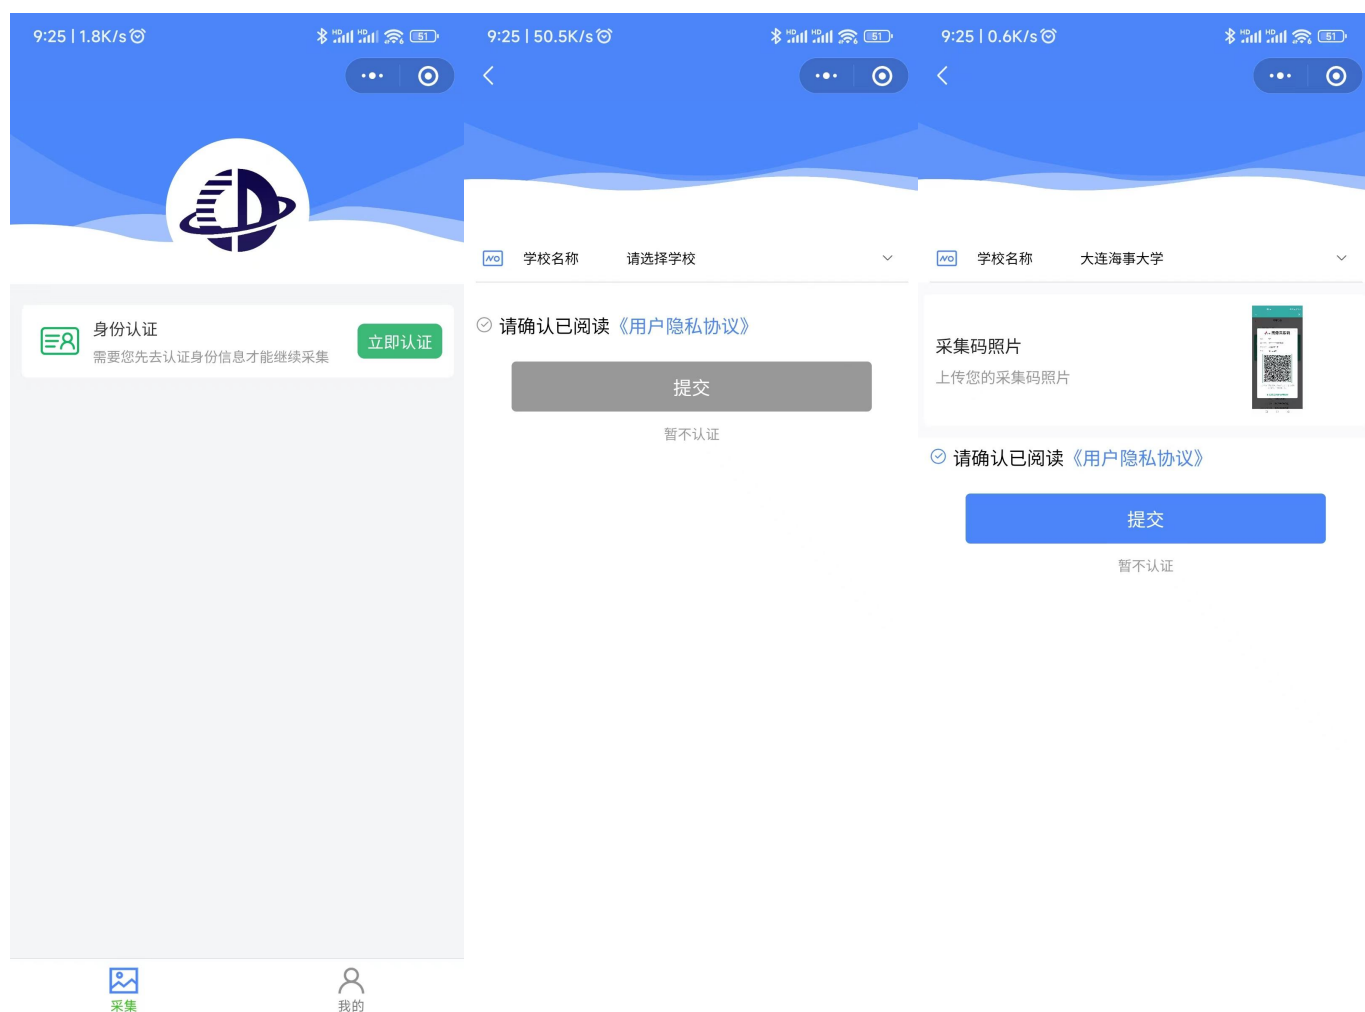 9:25 | 1.8K/s
51
身份认证
需要您先去认证身份信息才能继续采集
立即认证
采集
我的
9:25 | 50.5K/s
51
NO
学校名称
请选择学校
请确认已阅读《用户隐私协议》
提交
暂不认证
9:25 | 0.6K/s
51
NO
学校名称
大连海事大学
采集码照片
上传您的采集码照片
请确认已阅读《用户隐私协议》
提交
暂不认证